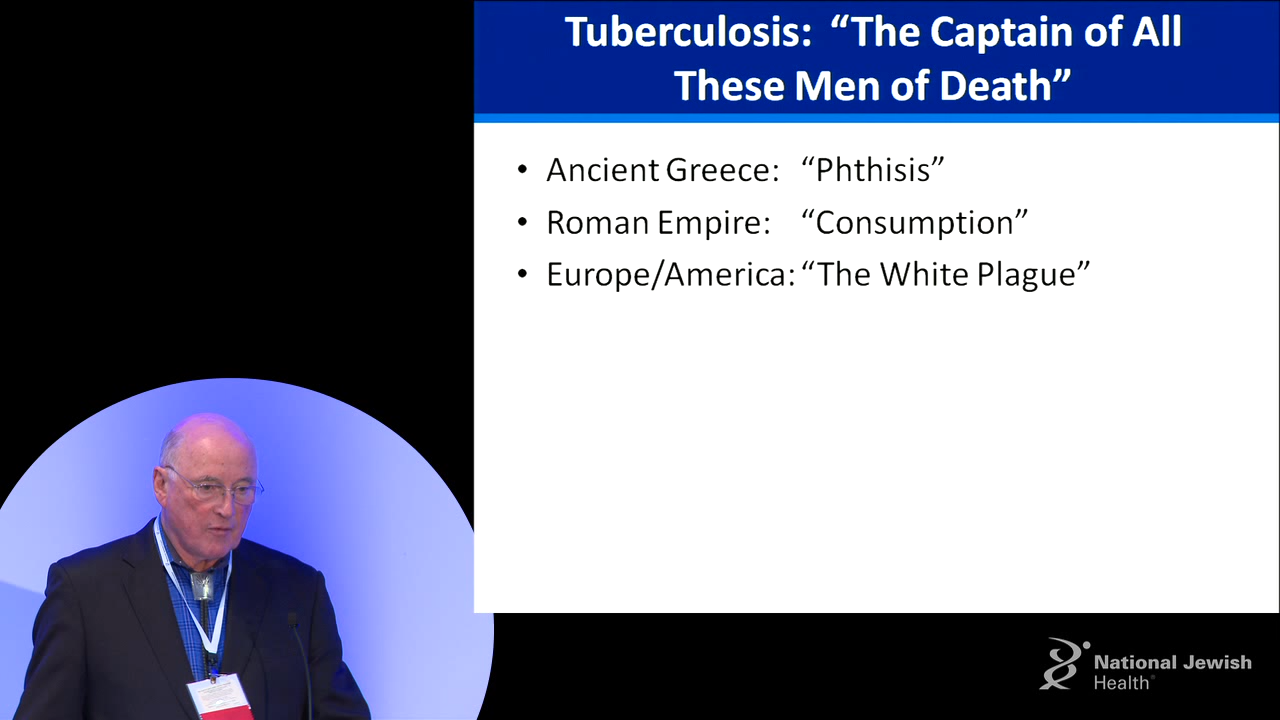 Tuberculosis: “The Captain of All
These Men of Death”
• Ancient Greece: “Phthisis”
• Roman Empire: “Consumption”
• Europe/America: “The White Plague”
National Jewish
Health®